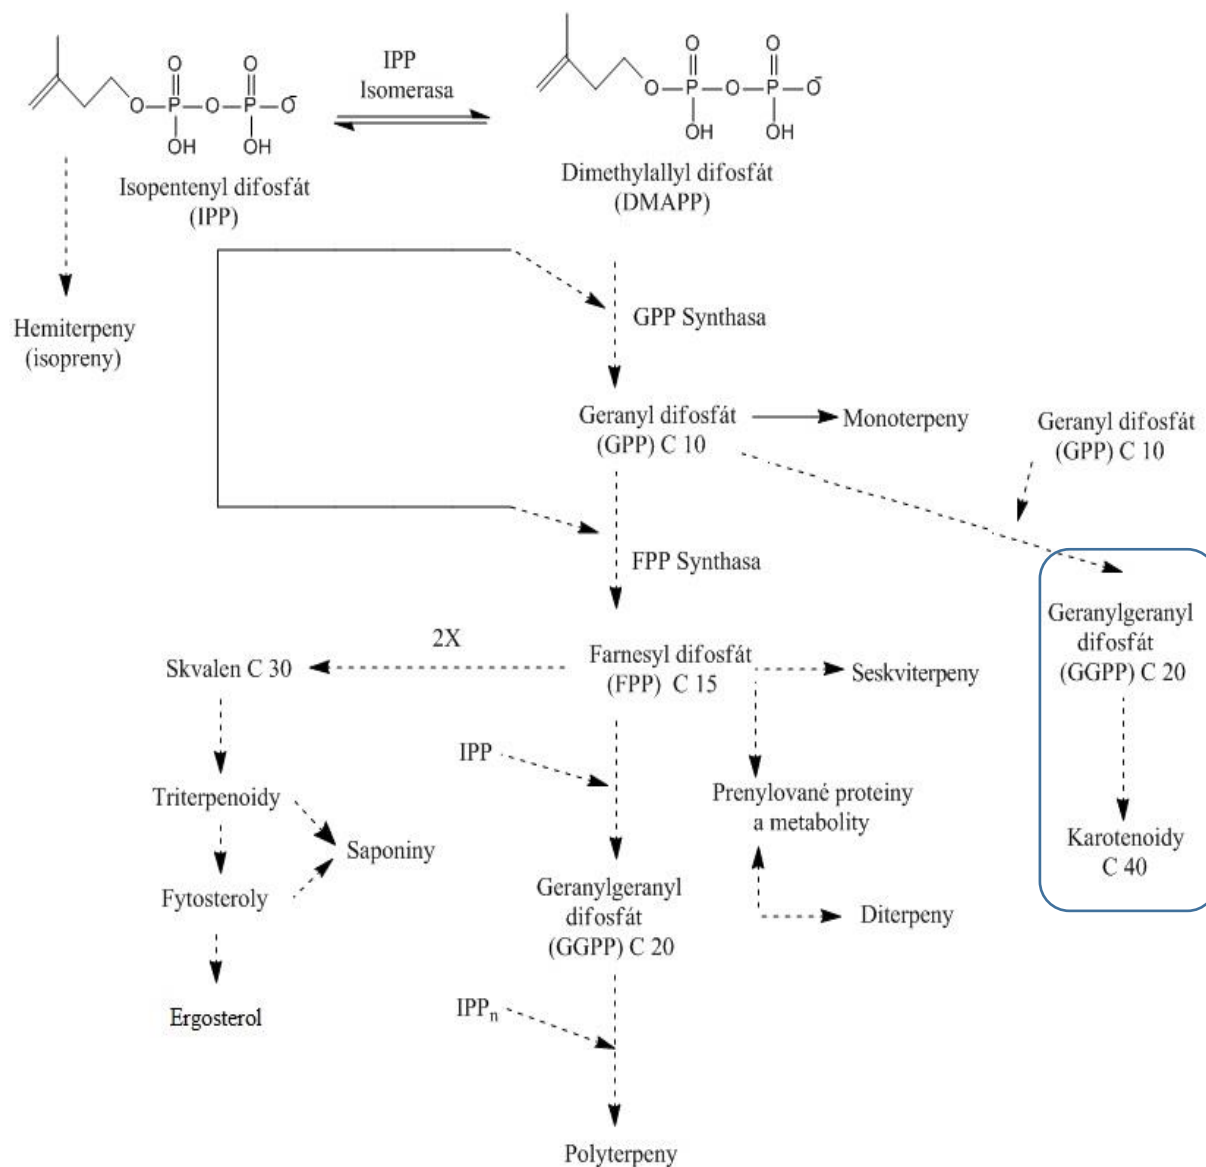 O O
O P O P O-
OH OH
Isopentenyl difosfát
(IPP)
IPP
Isomerasa
O O
O P O P O-
OH OH
Dimethylallyl difosfát
(DMAPP)
Hemiterpeny
(isopreny)
GPP Synthasa
Geranyl difosfát
(GPP) C 10
Monoterpeny
Geranyl difosfát
(GPP) C 10
FPP Synthasa
Geranylgeranyl
difosfát
(GGPP) C 20
Skvalen C 30
2X
Farnesyl difosfát
(FPP) C 15
Seskviterpeny
IPP
Triterpenoidy
Saponiny
Prenylované proteiny
a metabolity
Karotenoidy
C 40
Fytosteroly
Geranylgeranyl
difosfát
(GGPP) C 20
Diterpeny
Ergosterol
IPPn
Polyterpeny